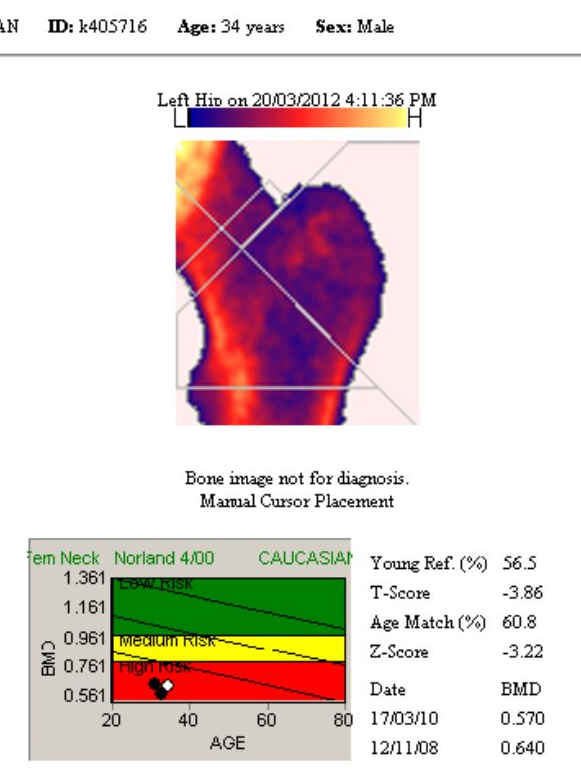 AN ID: k405716 Age: 34 years Sex: Male
Left Hip on 20/03/2012 4:11:36 PM
L H
Bone image not for diagnosis.
Manual Cursor Placement
Fem Neck Norland 4/00 CAUCASIAN
1.361
1.161
0.961
0.761
0.561
BMD
Low Risk
Medium Risk
High Risk
20 40 60 80
AGE
Young Ref. (%) 56.5
T-Score -3.86
Age Match (%) 60.8
Z-Score -3.22
Date BMD
17/03/10 0.570
12/11/08 0.640